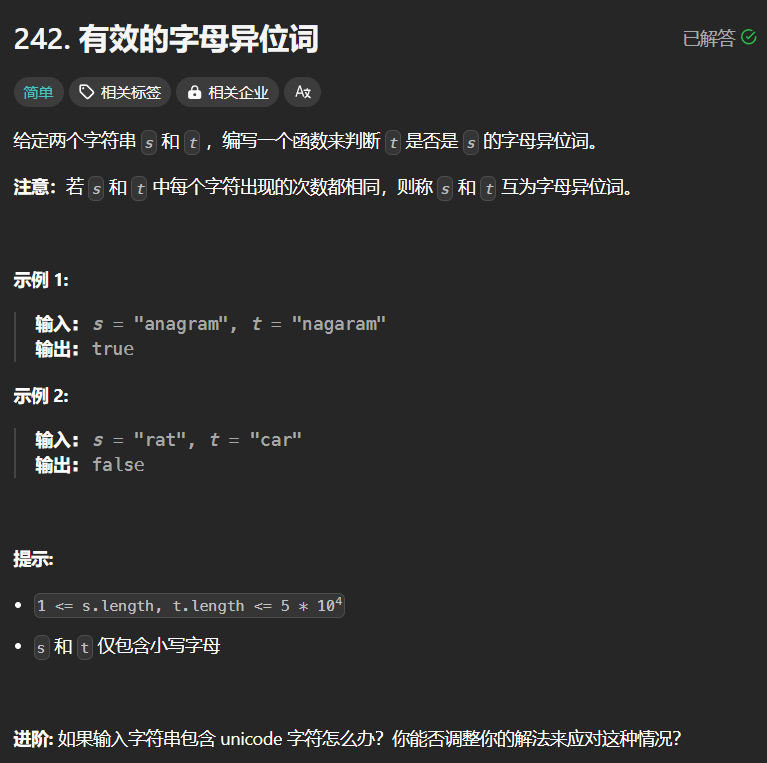 242. 有效的字母异位词
已解答
简单 相关标签 相关企业
给定两个字符串 s 和 t ，编写一个函数来判断 t 是否是 s 的字母异位词。
注意：若 s 和 t 中每个字符出现的次数都相同，则称 s 和 t 互为字母异位词。
示例 1:
输入: s = "anagram", t = "nagaram"
输出: true
示例 2:
输入: s = "rat", t = "car"
输出: false
提示:
1 <= s.length, t.length <= 5 * 10⁴
s 和 t 仅包含小写字母
进阶: 如果输入字符串包含 unicode 字符怎么办？你能否调整你的解法来应对这种情况？